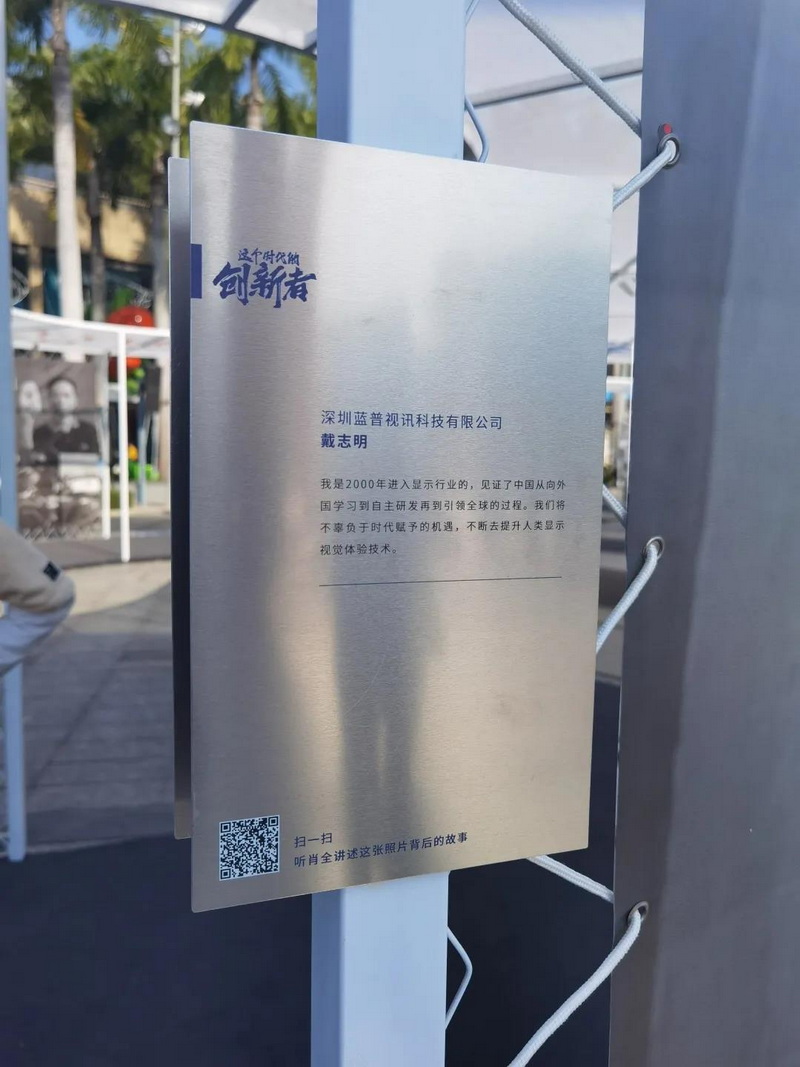 这个时代的
创新者
深圳蓝普视讯科技有限公司
戴志明
我是2000年进入显示行业的，见证了中国从向外
国学习到自主研发再到引领全球的过程。我们将
不辜负于时代赋予的机遇，不断去提升人类显示
视觉体验技术。
扫一扫
听肖全讲述这张照片背后的故事